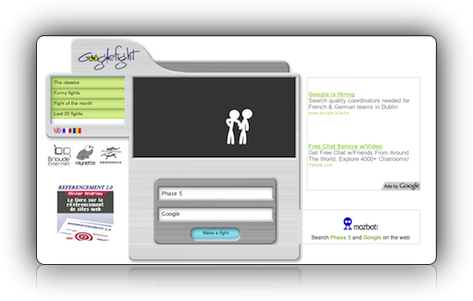 Googlefight
The classics
Funny fights
Fight of the month
Last 20 fights
Brioude
Internet
REFERENCEMENT 2.0
Olivier Andrieu
Le livre sur le
référencement
de sites web
Phase 5
Google
Make a fight
Google is Hiring
Search quality coordinators needed for
French & German teams in Dublin
www.google.ie/jobs
Free Chat Service w/Video
Get Free Chat w/Friends From Around
The World. Explore 4000+ Chatrooms!
Ads by Google
mozbot
Search Phase 5 and Google on the web